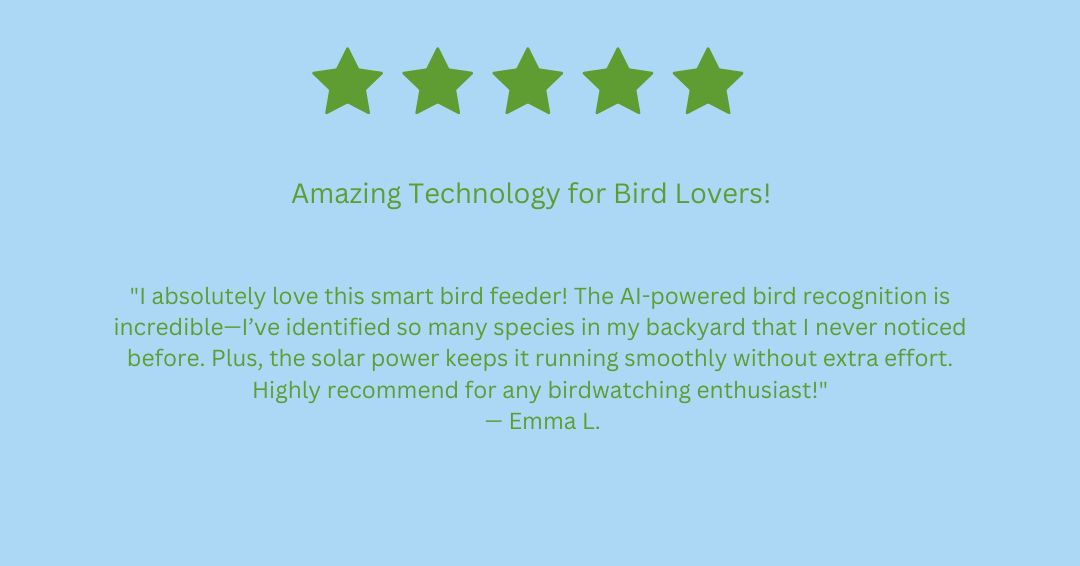 Amazing Technology for Bird Lovers!
"I absolutely love this smart bird feeder! The AI-powered bird recognition is
incredible—I’ve identified so many species in my backyard that I never noticed
before. Plus, the solar power keeps it running smoothly without extra effort.
Highly recommend for any birdwatching enthusiast!"
— Emma L.